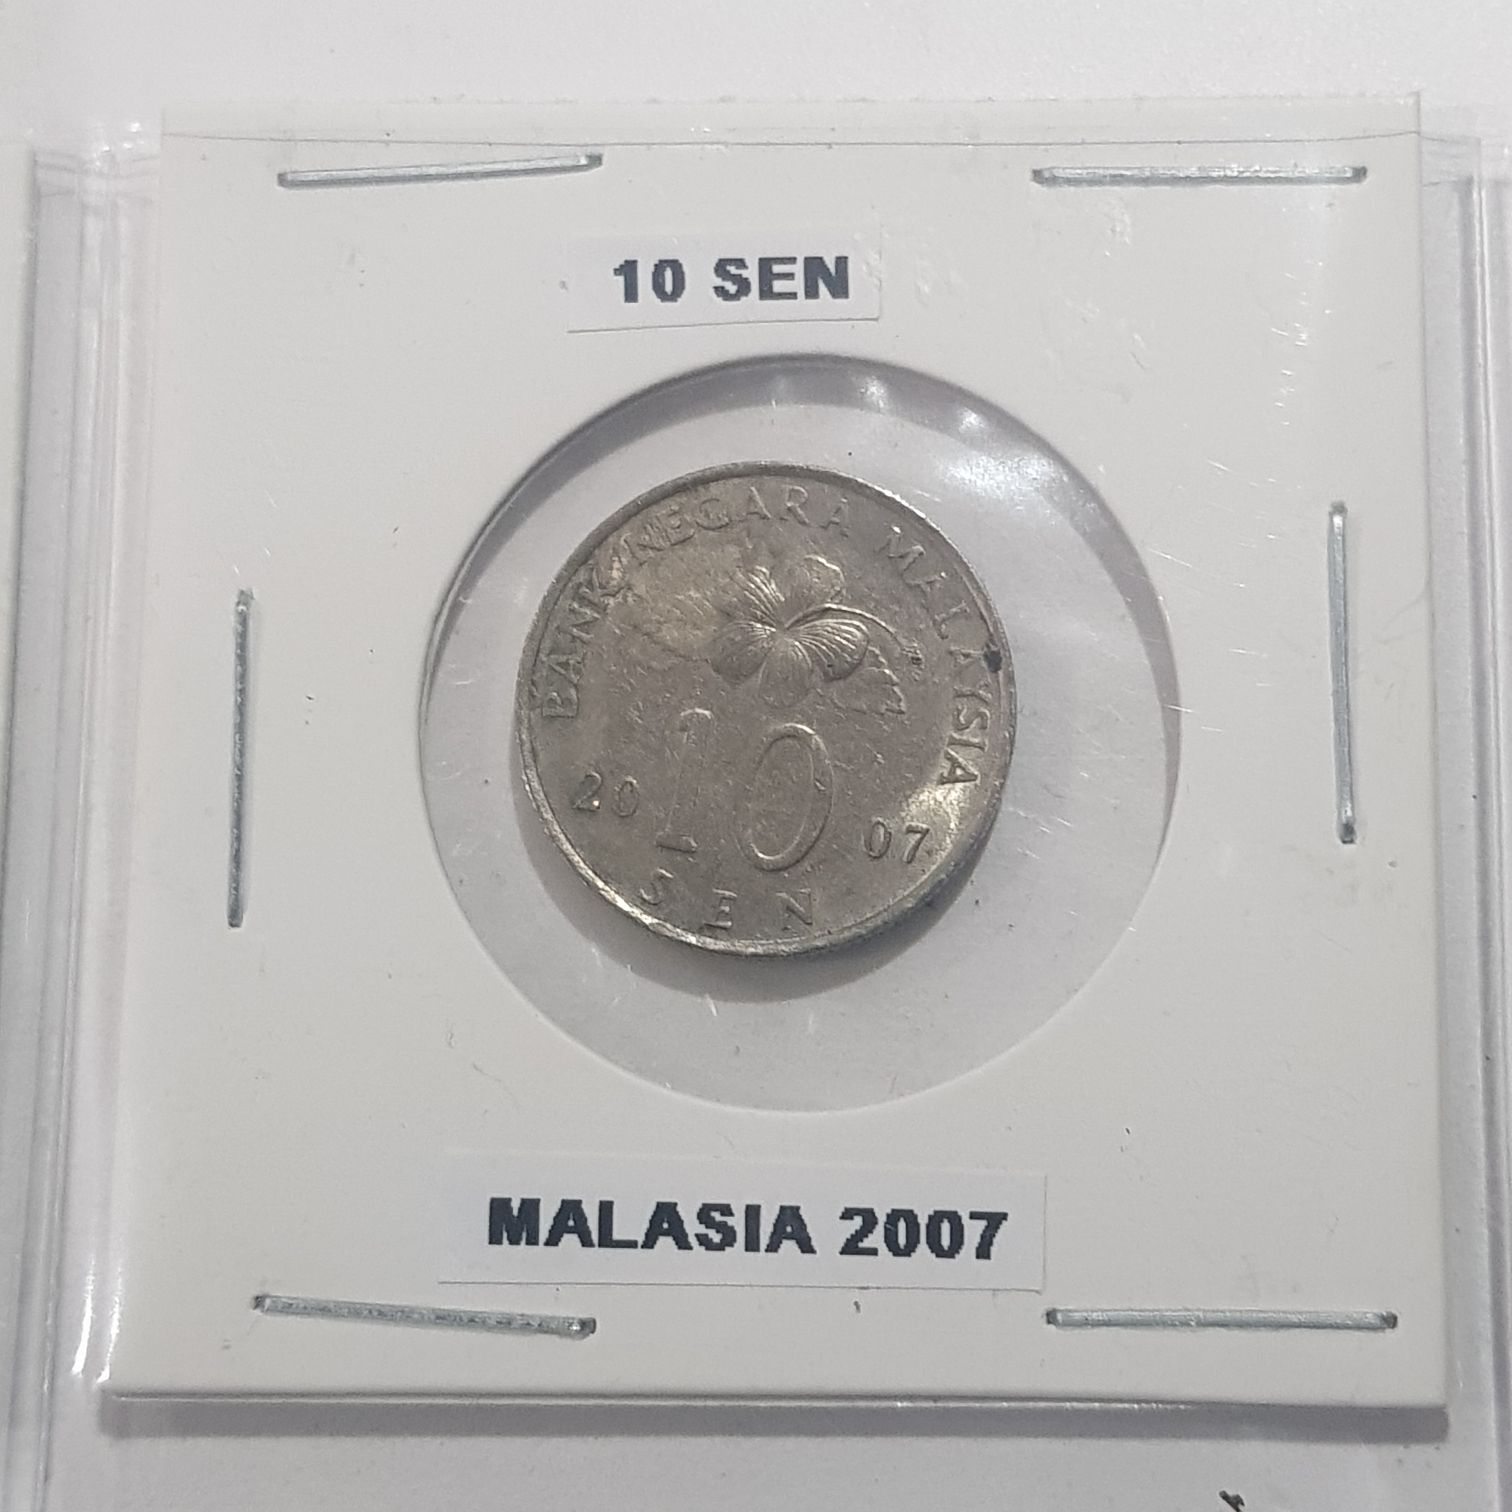 10 SEN
BANK NEGARA MALAYSIA
10
20 07
SEN
MALASIA 2007